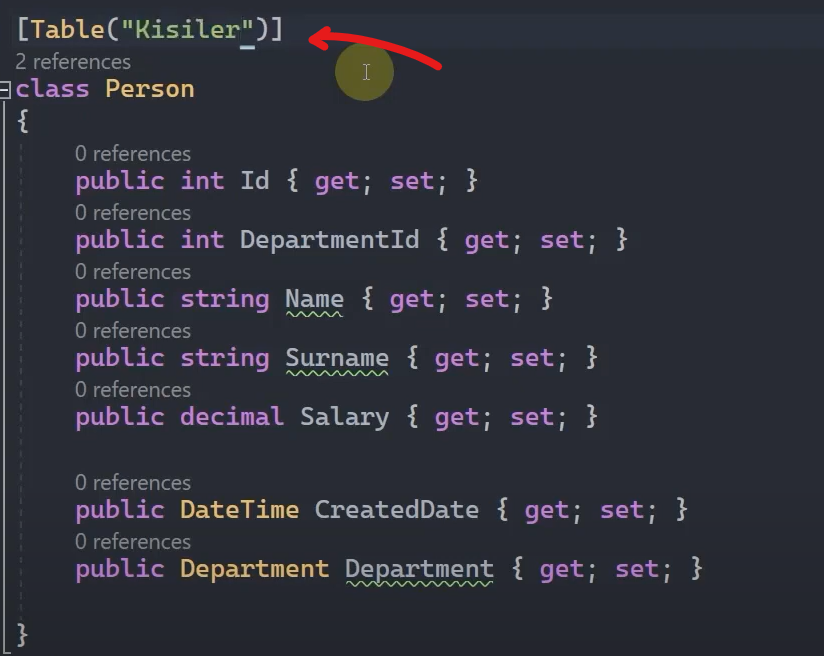 [Table("Kisiler")]
2 references
class Person
{
0 references
public int Id { get; set; }
0 references
public int DepartmentId { get; set; }
0 references
public string Name { get; set; }
0 references
public string Surname { get; set; }
0 references
public decimal Salary { get; set; }
0 references
public DateTime CreatedDate { get; set; }
0 references
public Department Department { get; set; }
}